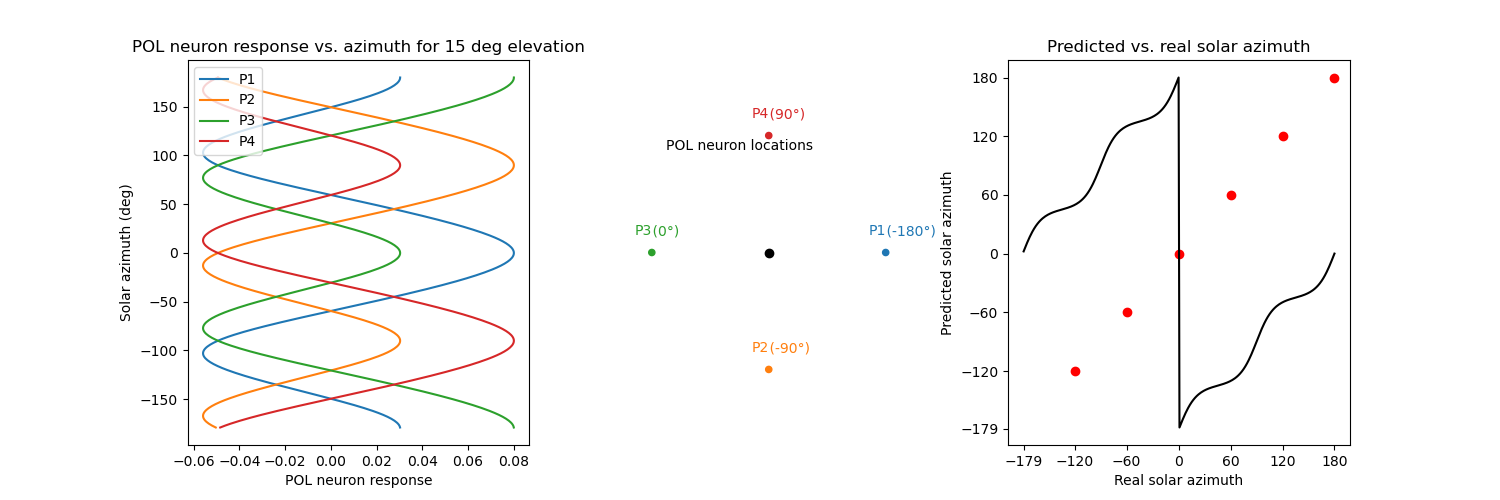 POL neuron response vs. azimuth for 15 deg elevation
P1
P2
P3
P4
150
100
50
0
−50
−100
−150
Solar azimuth (deg)
−0.06 −0.04 −0.02 0.00 0.02 0.04 0.06 0.08
POL neuron response
P4(90°)
POL neuron locations
P3(0°)
P1(-180°)
P2(-90°)
Predicted vs. real solar azimuth
180
120
60
0
−60
−120
−179
Predicted solar azimuth
−179 −120 −60 0 60 120 180
Real solar azimuth